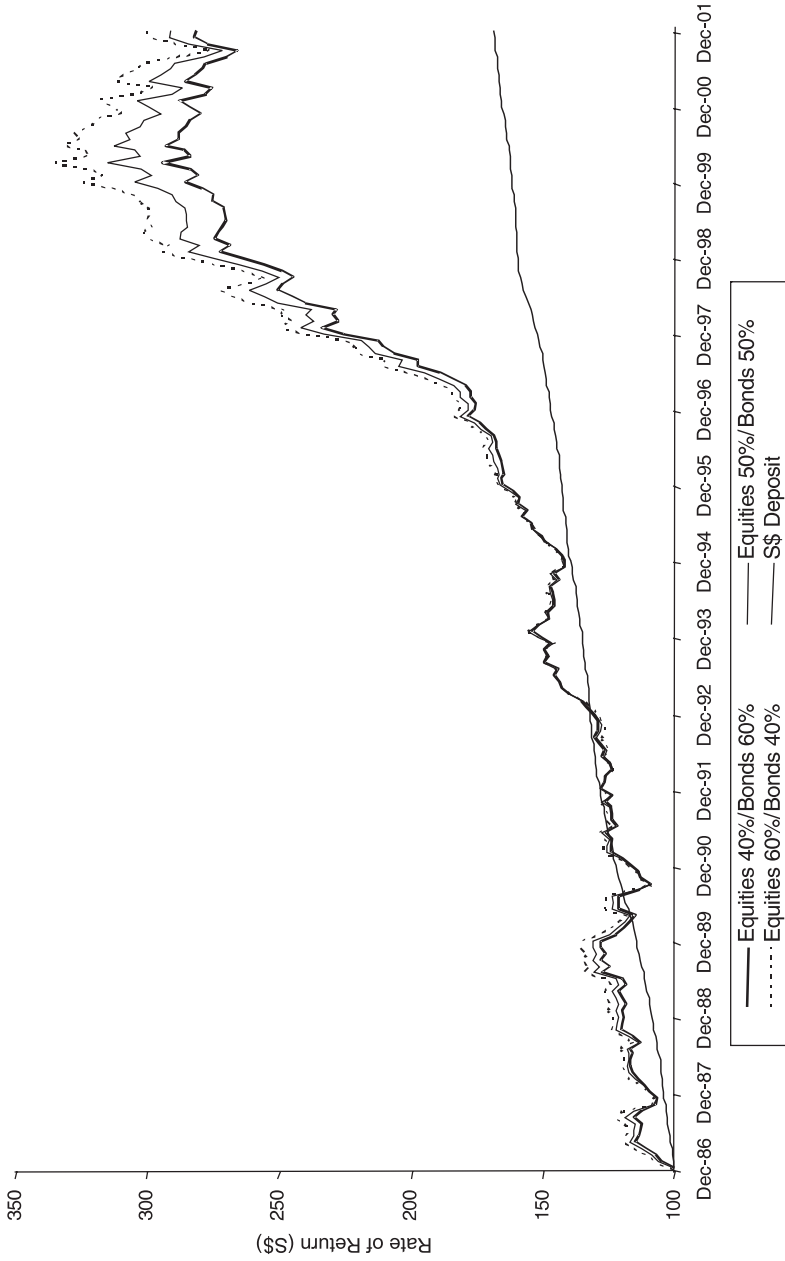 350
300
250
200
150
100
Rate of Return (S$)
Dec-86
Dec-87
Dec-88
Dec-89
Dec-90
Dec-91
Dec-92
Dec-93
Dec-94
Dec-95
Dec-96
Dec-97
Dec-98
Dec-99
Dec-00
Dec-01
Equities 40%/Bonds 60%
Equities 50%/Bonds 50%
Equities 60%/Bonds 40%
S$ Deposit